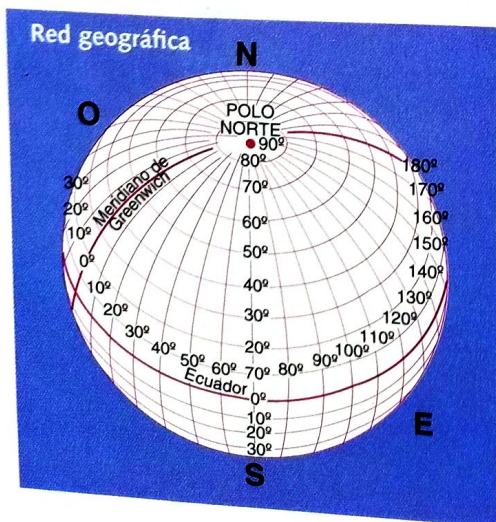 Red geográfica
N
O
POLO
NORTE
90º
80º
70º
60º
50º
40º
30º
20º
0º
10º
20º
30º
Meridiano de
Greenwich
30º
20º
10º
0º
10º
20º
30º
40º
50º
60º
70º
80º
90º
100º
110º
120º
130º
140º
150º
160º
170º
180º
Ecuador
E
S